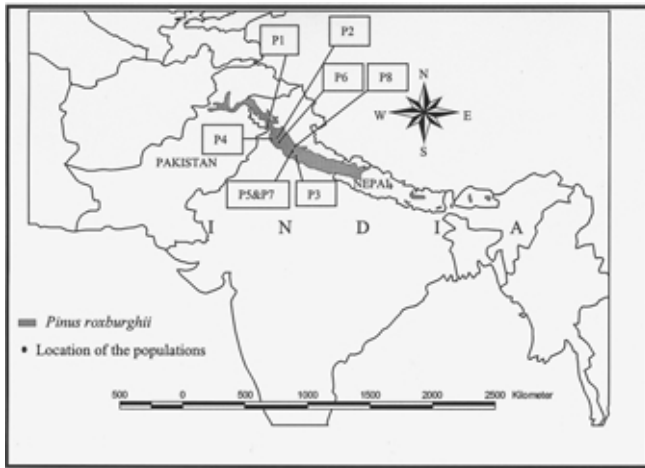 P2
P1
P6
P8
N
W
E
S
P4
PAKISTAN
P5&P7
P3
NEPAL
I N D I A
Pinus roxburghii
Location of the populations
500 0 500 1000 1500 2000 2500 Kilometer